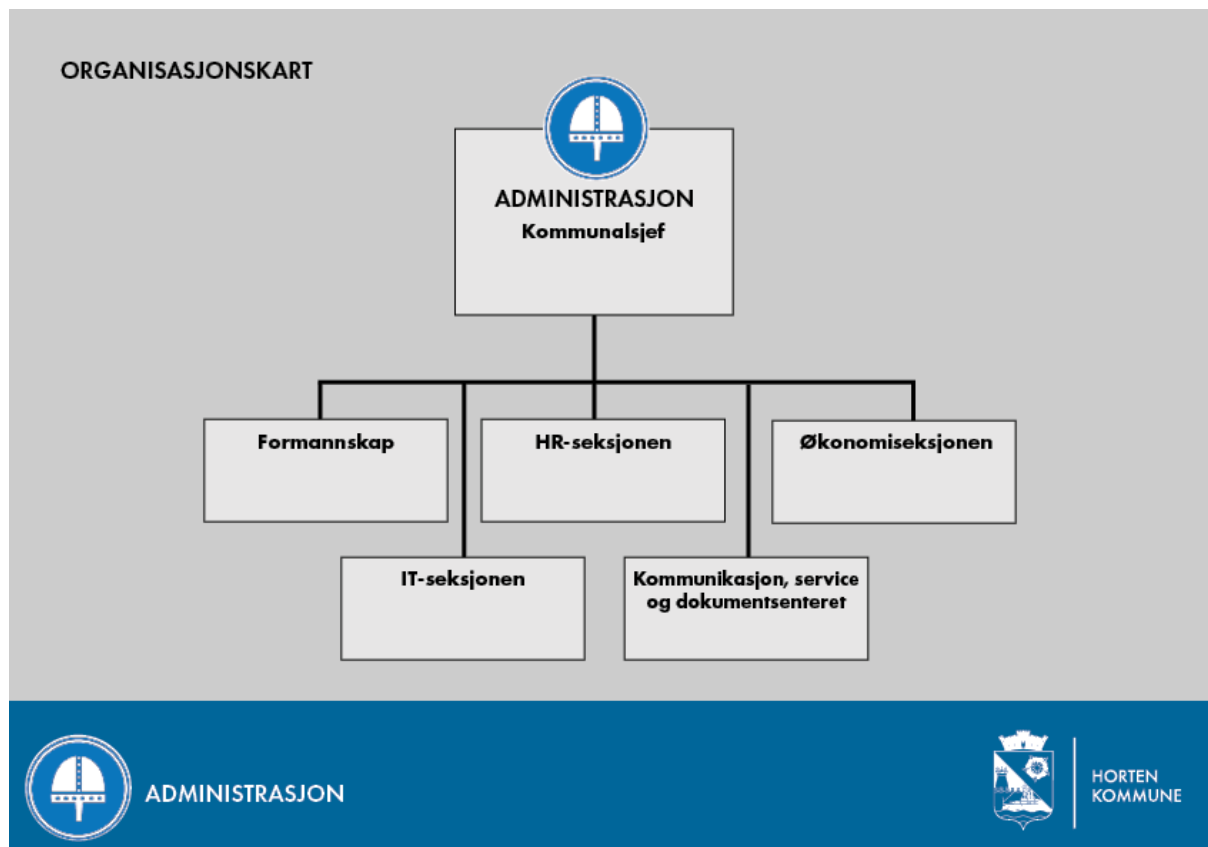 ORGANISASJONSKART
ADMINISTRASJON
Kommunalsjef
Formannskap
HR-seksjonen
Økonomiseksjonen
IT-seksjonen
Kommunikasjon, service
og dokumentsenteret
ADMINISTRASJON
HORTEN
KOMMUNE